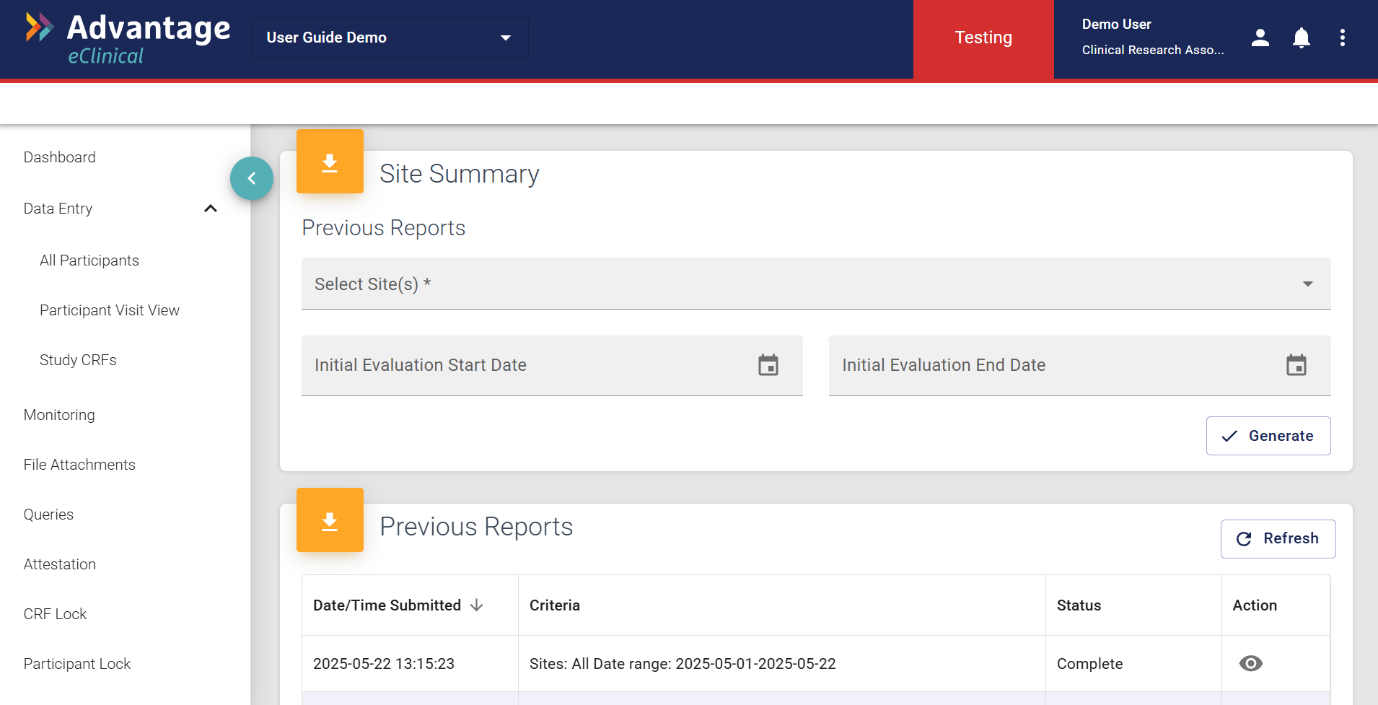 Advantage
eClinical
User Guide Demo
Testing
Demo User
Clinical Research Asso...
Dashboard
Data Entry
All Participants
Participant Visit View
Study CRFs
Monitoring
File Attachments
Queries
Attestation
CRF Lock
Participant Lock
Site Summary
Previous Reports
Select Site(s) *
Initial Evaluation Start Date
Initial Evaluation End Date
Generate
Previous Reports
Refresh
Date/Time Submitted Criteria Status Action
2025-05-22 13:15:23 Sites: All Date range: 2025-05-01-2025-05-22 Complete